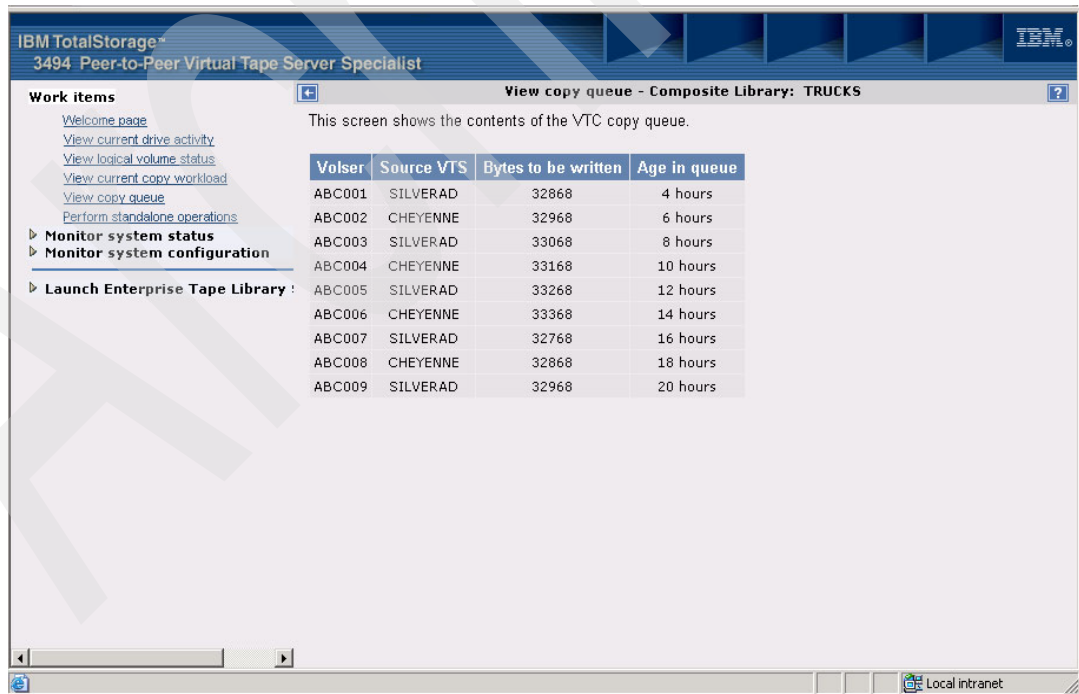 IBM TotalStorage™
3494 Peer-to-Peer Virtual Tape Server Specialist
IBM®
Work items
Welcome page
View current drive activity
View logical volume status
View current copy workload
View copy queue
Perform standalone operations
Monitor system status
Monitor system configuration
Launch Enterprise Tape Library
View copy queue - Composite Library: TRUCKS
?
This screen shows the contents of the VTC copy queue.
Volser Source VTS Bytes to be written Age in queue
ABC001 SILVERAD 32868 4 hours
ABC002 CHEYENNE 32968 6 hours
ABC003 SILVERAD 33068 8 hours
ABC004 CHEYENNE 33168 10 hours
ABC005 SILVERAD 33268 12 hours
ABC006 CHEYENNE 33368 14 hours
ABC007 SILVERAD 32768 16 hours
ABC008 CHEYENNE 32868 18 hours
ABC009 SILVERAD 32968 20 hours
Local intranet